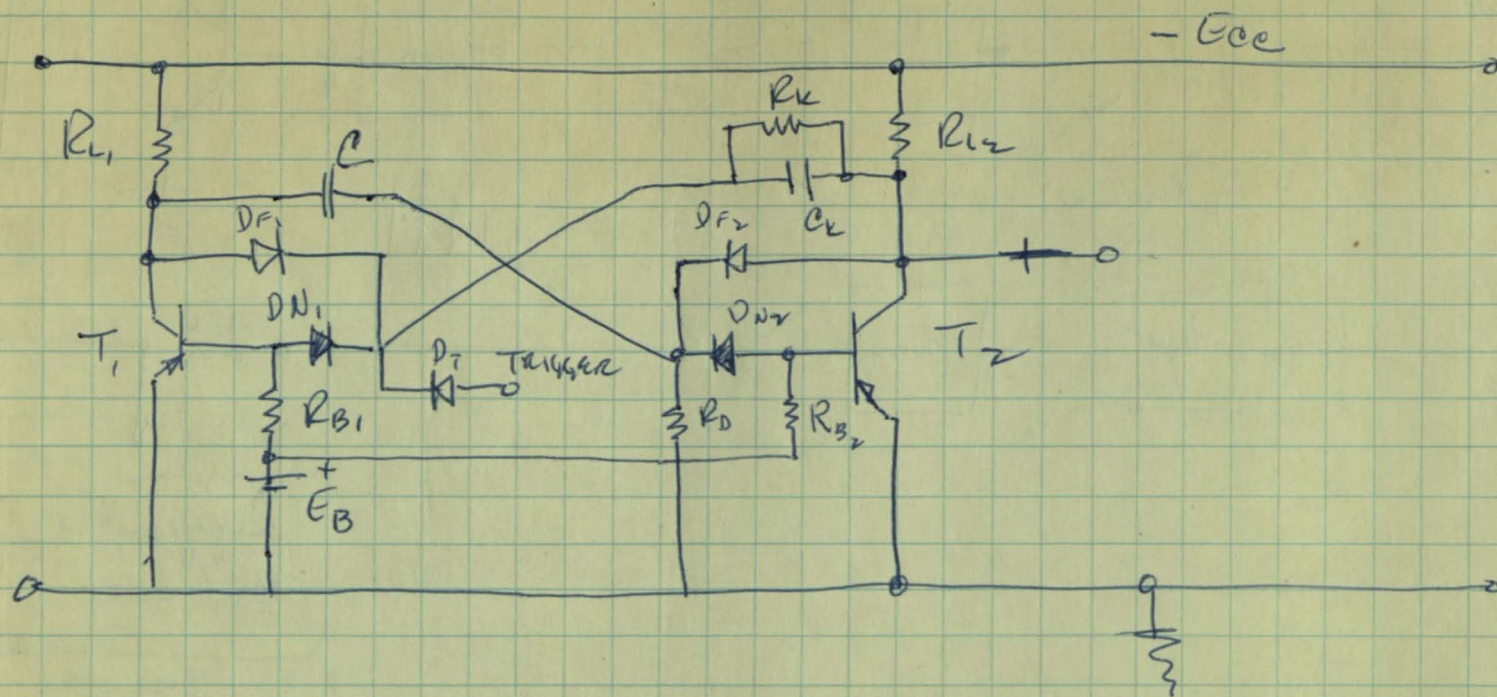 - Ecc
RK
RL1
RL2
C
DF1
DF2
CK
DN1
DN2
T1
T2
DT
TRIGGER
RB1
RD
RB2
+
EB